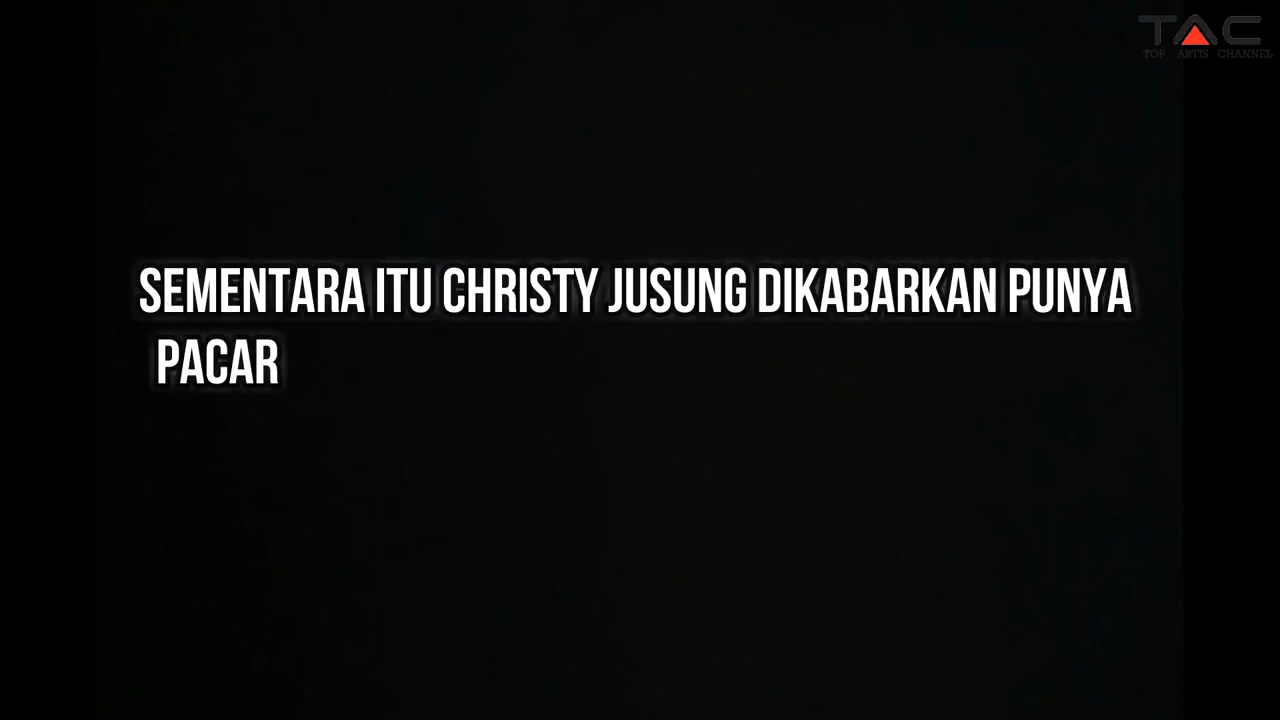 TAC
TOP ARTIS CHANNEL
SEMENTARA ITU CHRISTY JUSUNG DIKABARKAN PUNYA
PACAR